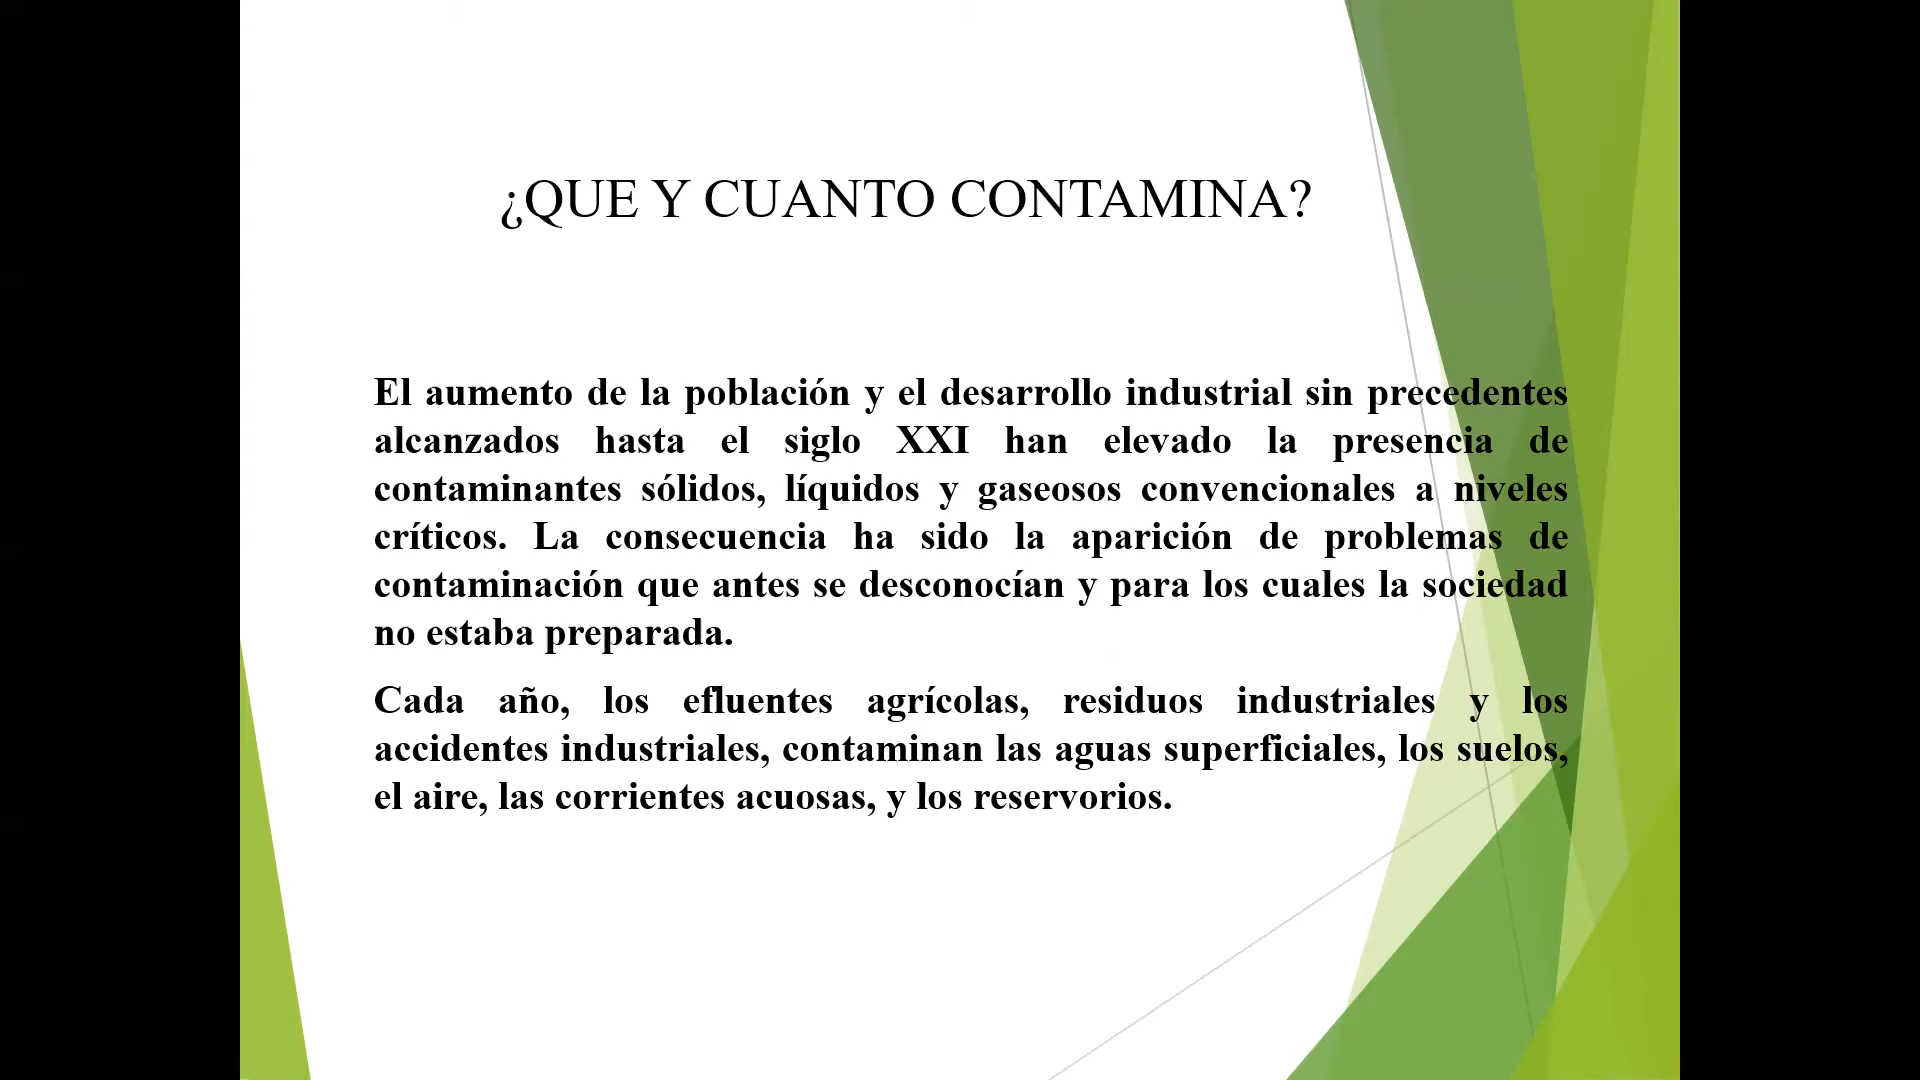 ¿QUE Y CUANTO CONTAMINA?
El aumento de la población y el desarrollo industrial sin precedentes
alcanzados hasta el siglo XXI han elevado la presencia de
contaminantes sólidos, líquidos y gaseosos convencionales a niveles
críticos. La consecuencia ha sido la aparición de problemas de
contaminación que antes se desconocían y para los cuales la sociedad
no estaba preparada.
Cada año, los efluentes agrícolas, residuos industriales y los
accidentes industriales, contaminan las aguas superficiales, los suelos,
el aire, las corrientes acuosas, y los reservorios.